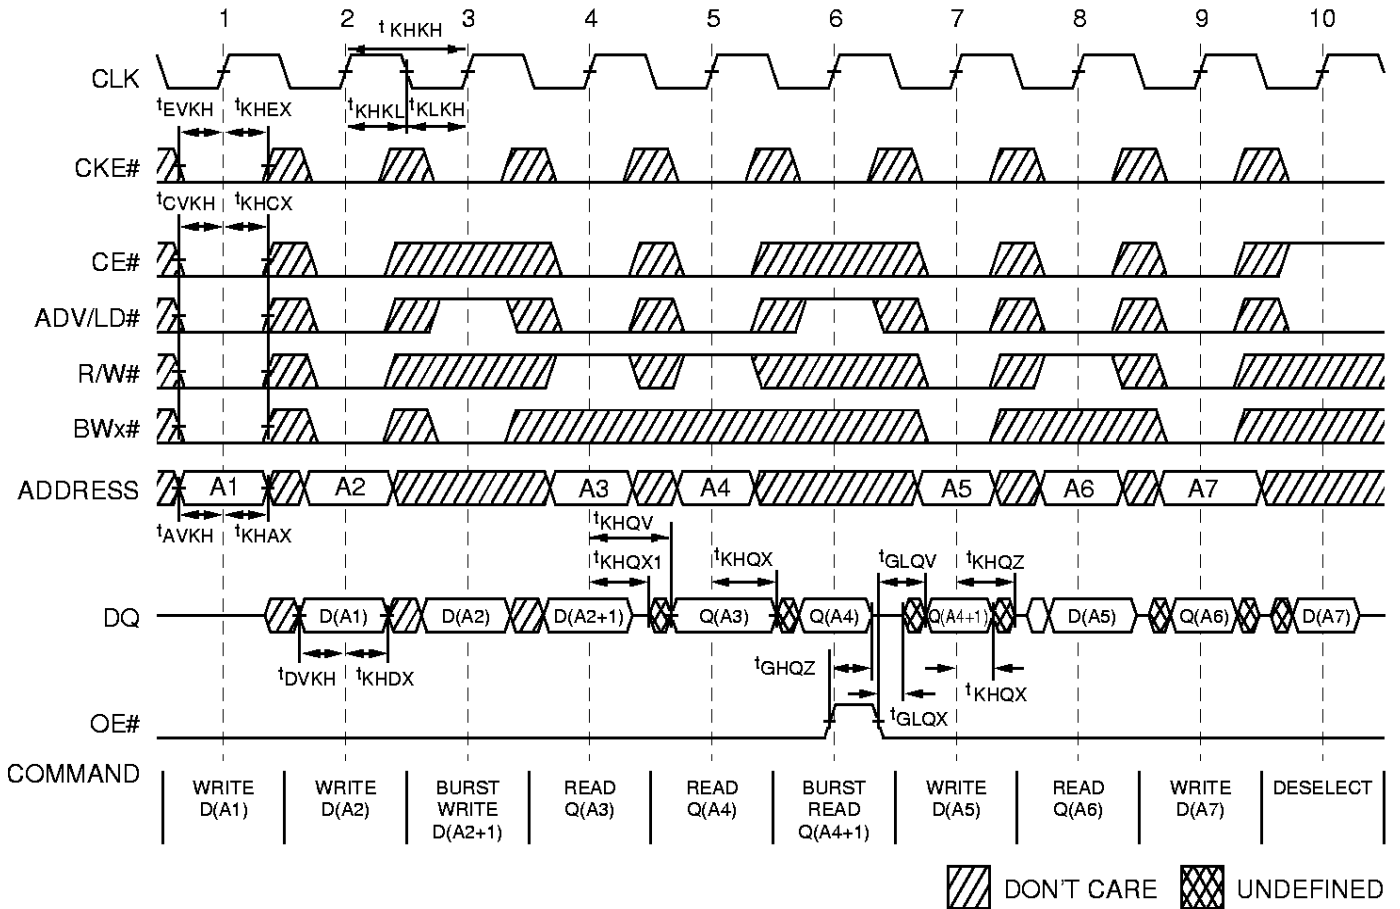 1 2 3 4 5 6 7 8 9 10
tKHKH
CLK
tEVKH tKHEX tKHKL tKLKH
CKE#
tCVKH tKHCX
CE#
ADV/LD#
R/W#
BWx#
ADDRESS A1 A2 A3 A4 A5 A6 A7
tAVKH tKHAX tKHQV
tKHQX1 tKHQX tGLQV tKHQZ
DQ D(A1) D(A2) D(A2+1) Q(A3) Q(A4) Q(A4+1) D(A5) Q(A6) D(A7)
tDVKH tKHDX tGHQZ tKHQX
tGLQX
OE#
COMMAND
WRITE WRITE BURST READ READ BURST WRITE READ WRITE DESELECT
D(A1) D(A2) WRITE Q(A3) Q(A4) READ D(A5) Q(A6) D(A7)
D(A2+1) Q(A4+1)
DON'T CARE UNDEFINED